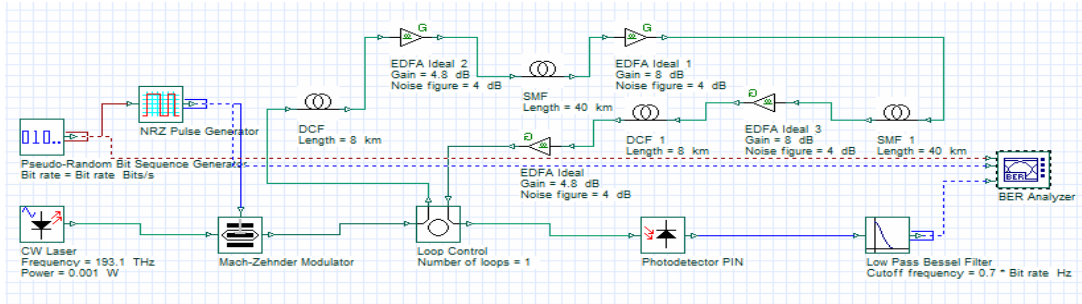 G
G
EDFA Ideal 2
Gain = 4.8 dB
Noise figure = 4 dB
EDFA Ideal 1
Gain = 8 dB
Noise figure = 4 dB
SMF
Length = 40 km
G
NRZ Pulse Generator
DCF
Length = 8 km
EDFA Ideal 3
Gain = 8 dB
Noise figure = 4 dB
DCF 1
Length = 8 km
SMF 1
Length = 40 km
G
010..
Pseudo-Random Bit Sequence Generator
Bit rate = Bit rate Bits/s
EDFA Ideal
Gain = 4.8 dB
Noise figure = 4 dB
BER
BER Analyzer
CW Laser
Frequency = 193.1 THz
Power = 0.001 W
Mach-Zehnder Modulator
Loop Control
Number of loops = 1
Photodetector PIN
Low Pass Bessel Filter
Cutoff frequency = 0.7 * Bit rate Hz